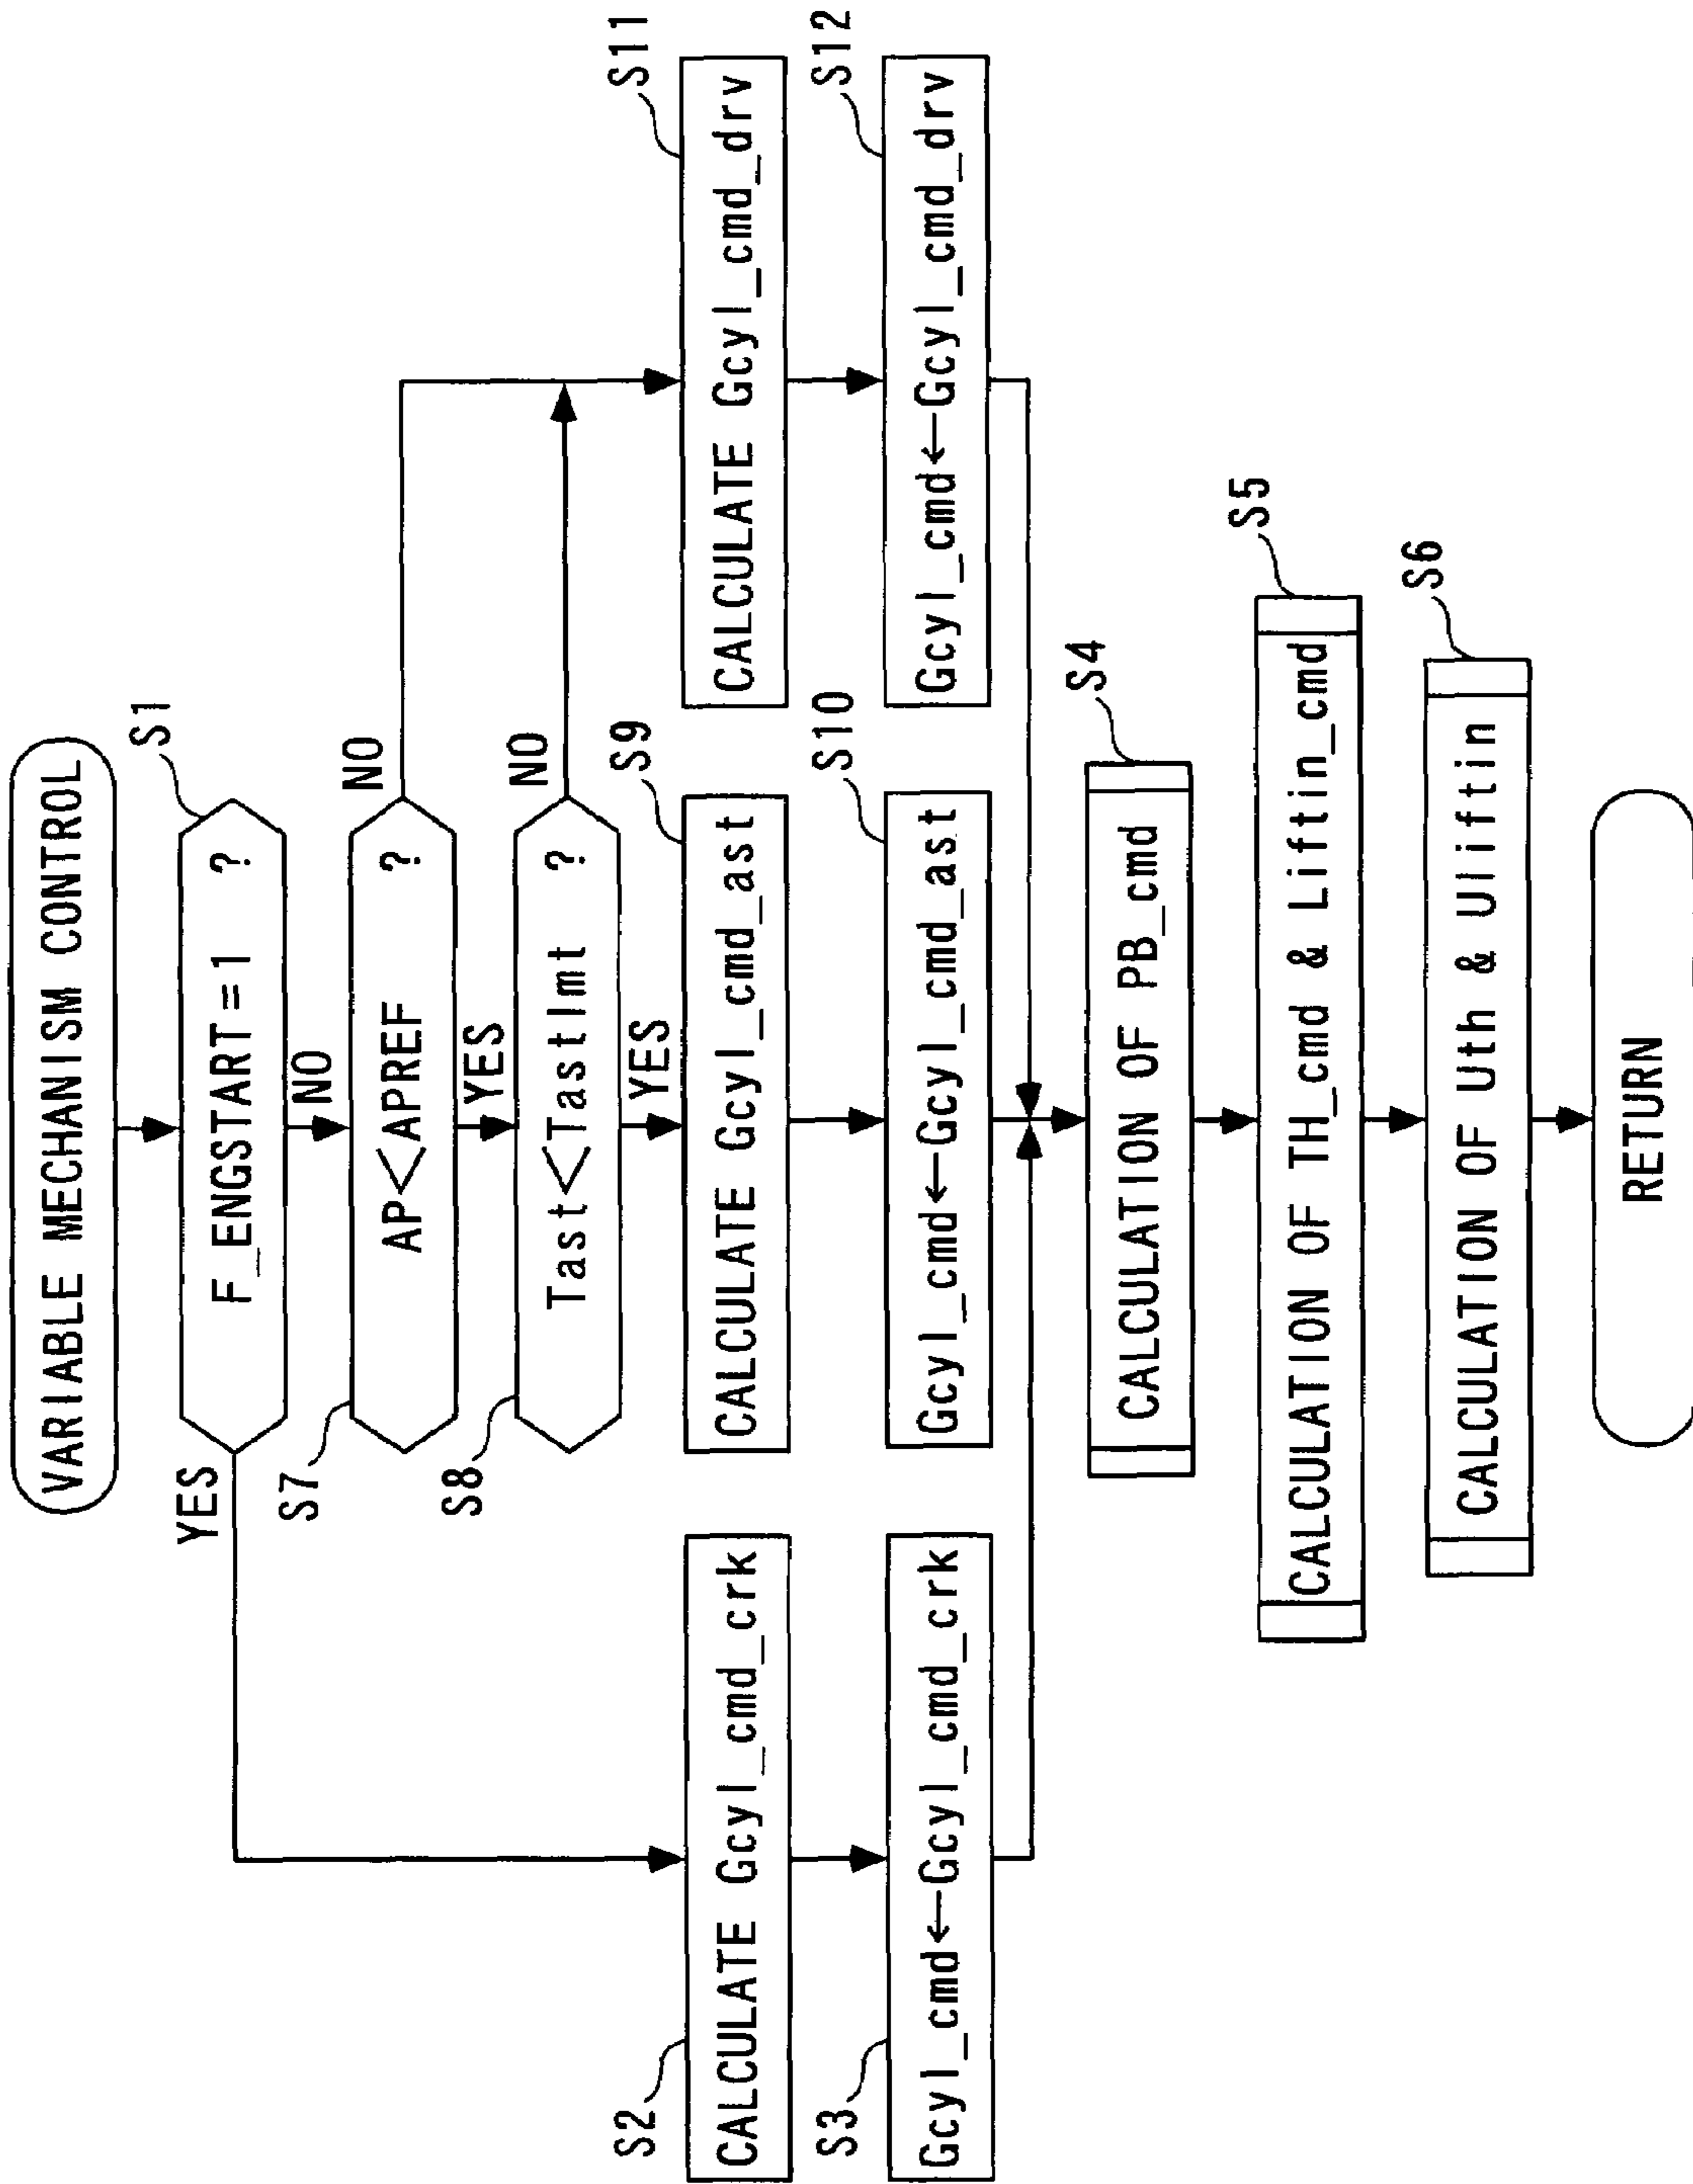 VARIABLE MECHANISM CONTROL
S1
F_ENGSTART=1 ?
YES
NO
S7
AP<APREF ?
NO
YES
S8
Tast<Tastlmt ?
NO
YES
S2
CALCULATE Gcyl_cmd_crk
S9
CALCULATE Gcyl_cmd_ast
S11
CALCULATE Gcyl_cmd_drv
S3
Gcyl_cmd←Gcyl_cmd_crk
S10
Gcyl_cmd←Gcyl_cmd_ast
S12
Gcyl_cmd←Gcyl_cmd_drv
S4
CALCULATION OF PB_cmd
S5
CALCULATION OF TH_cmd & Liftin_cmd
S6
CALCULATION OF Uth & Uliftin
RETURN